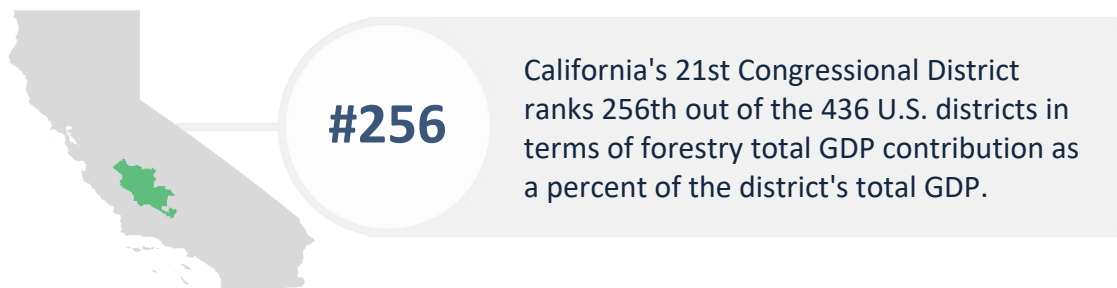 #256
California's 21st Congressional District
ranks 256th out of the 436 U.S. districts in
terms of forestry total GDP contribution as
a percent of the district's total GDP.